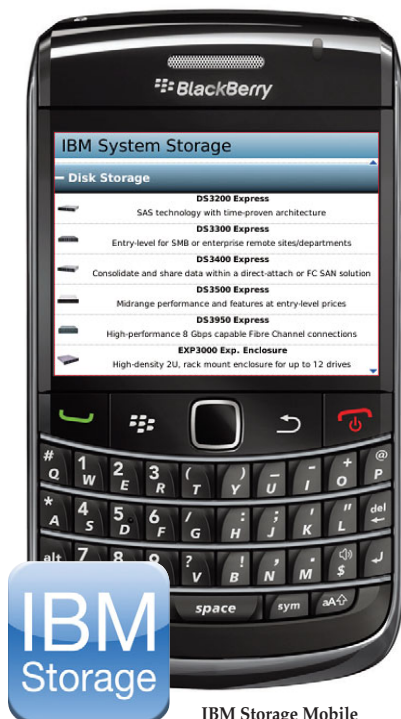 BlackBerry
IBM System Storage
– Disk Storage
DS3200 Express
SAS technology with time-proven architecture
DS3300 Express
Entry-level for SMB or enterprise remote sites/departments
DS3400 Express
Consolidate and share data within a direct-attach or FC SAN solution
DS3500 Express
Midrange performance and features at entry-level prices
DS3950 Express
High-performance 8 Gbps capable Fibre Channel connections
EXP3000 Exp. Enclosure
High-density 2U, rack mount enclosure for up to 12 drives
# 1 2 3 ( ) _ - + @
Q W E R T Y U I O P
* 4 5 6 / : ; ' " del
A S D F G H J K L
alt 7 8 9 ? ! , . $
V B N M
space sym aA
IBM
Storage
IBM Storage Mobile